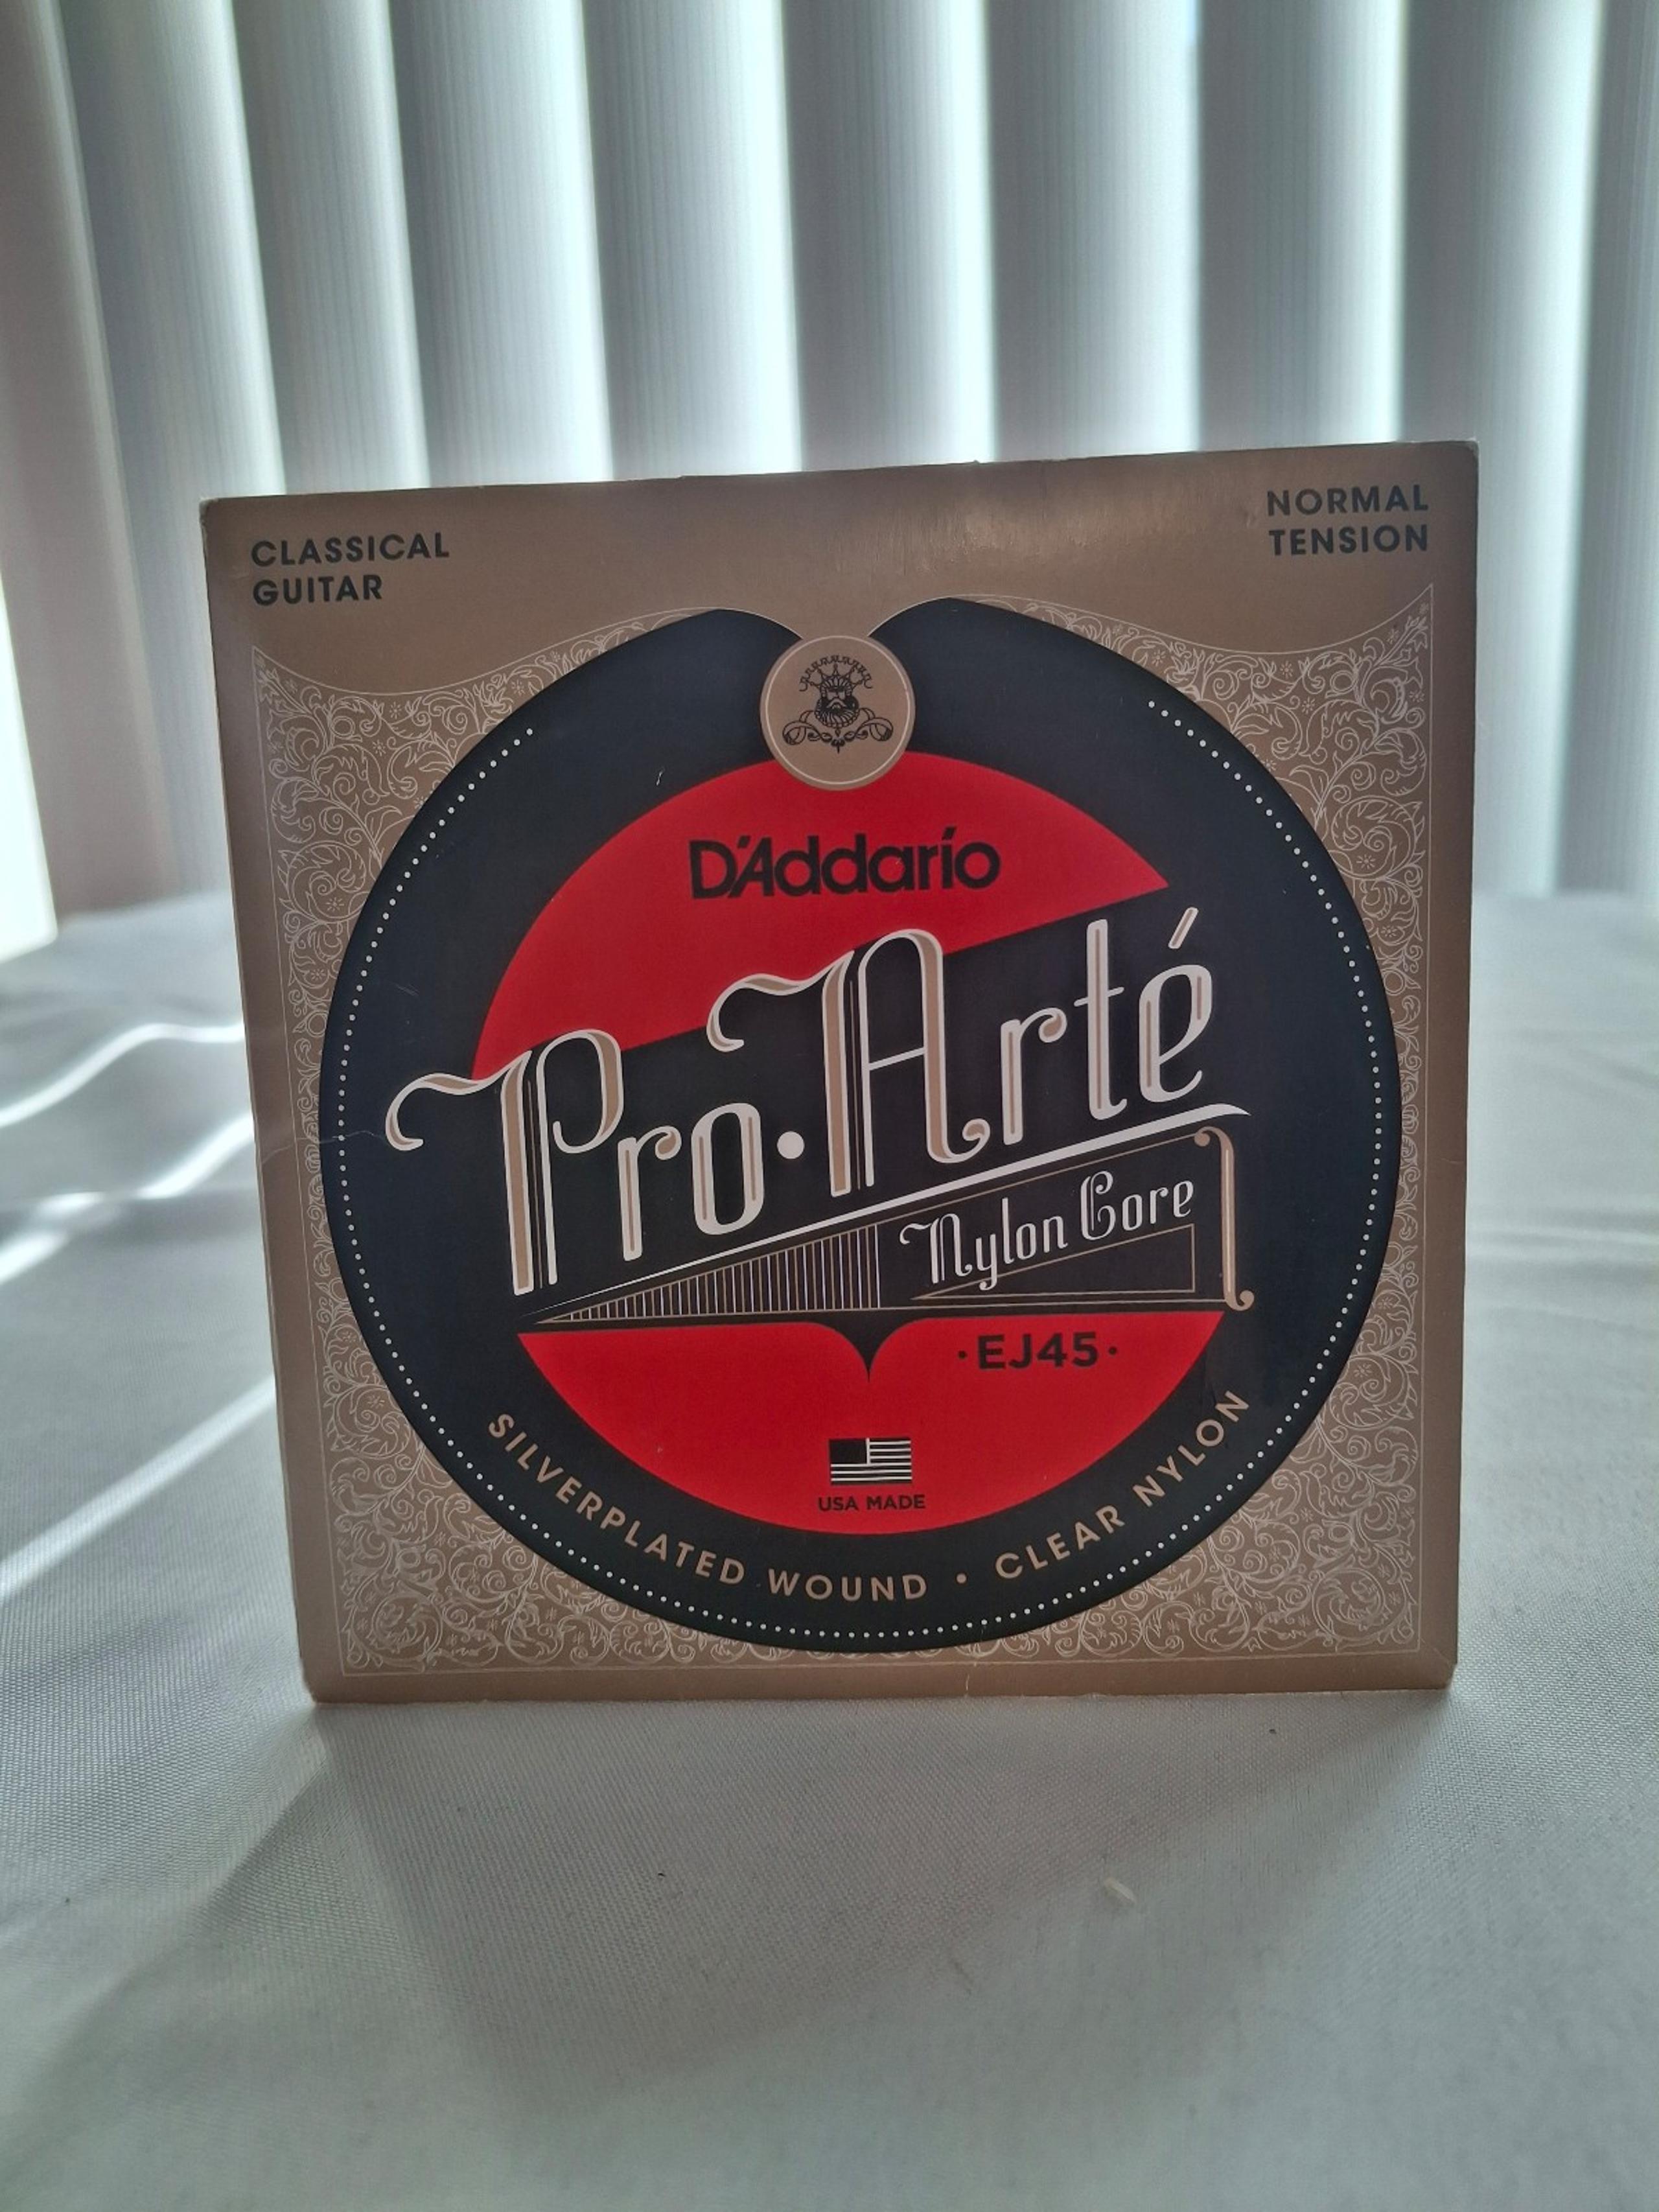 CLASSICAL
GUITAR
NORMAL
TENSION
D'Addario
Pro·Arté
Nylon Core
·EJ45·
USA MADE
SILVERPLATED WOUND • CLEAR NYLON